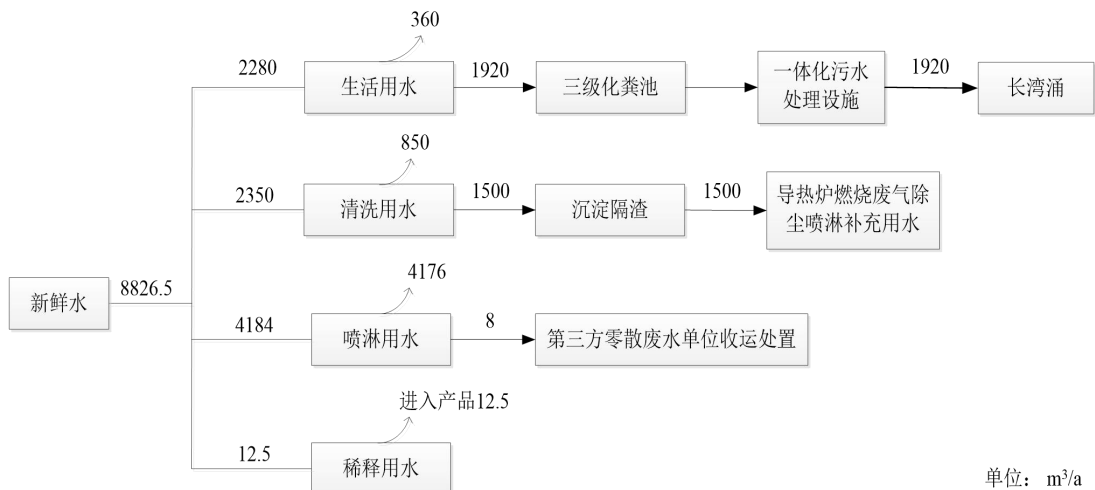 360
2280
生活用水
1920
三级化粪池
一体化污水
处理设施
1920
长湾涌
850
2350
清洗用水
1500
沉淀隔渣
1500
导热炉燃烧废气除
尘喷淋补充用水
新鲜水
8826.5
4176
4184
喷淋用水
8
第三方零散废水单位收运处置
进入产品12.5
12.5
稀释用水
单位： m³/a